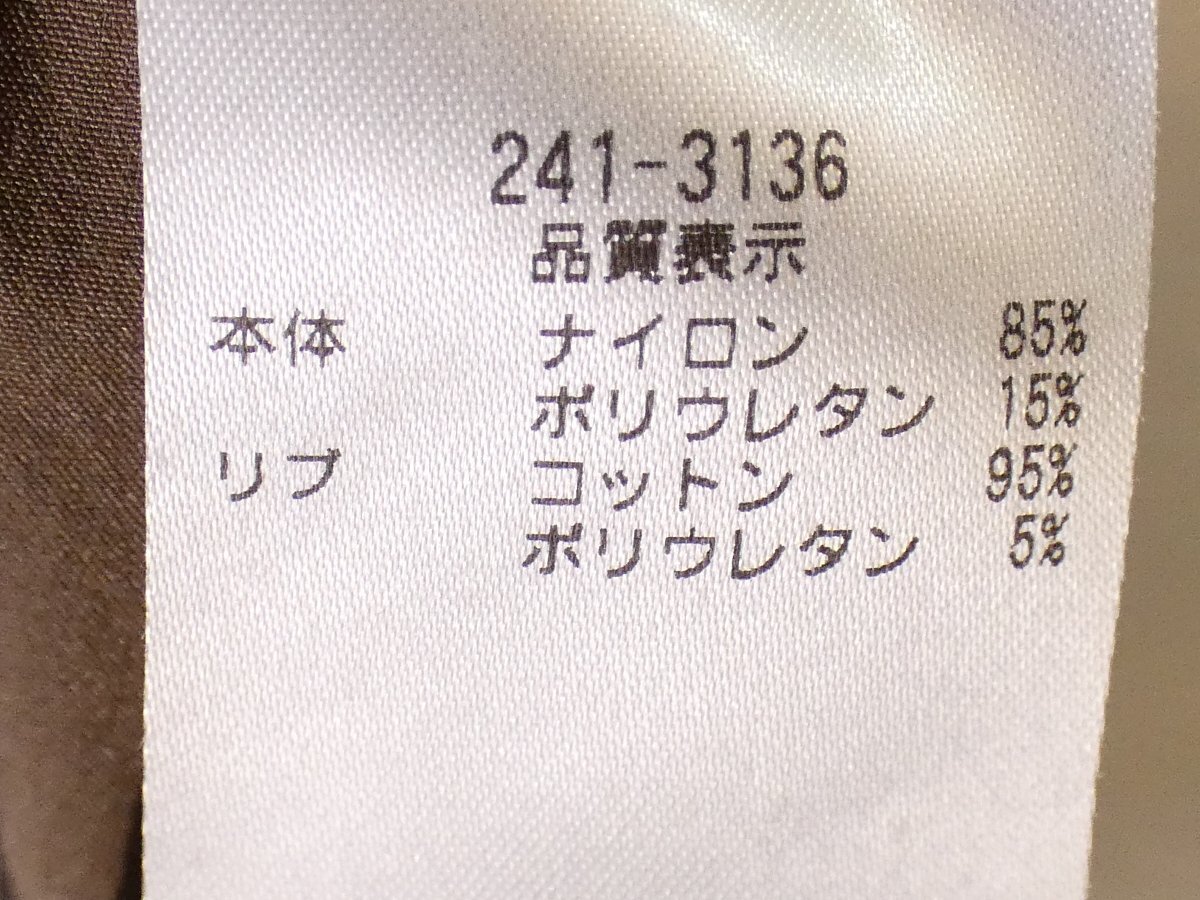 241-3136
品質表示
本体 ナイロン 85%
ポリウレタン 15%
リブ コットン 95%
ポリウレタン 5%